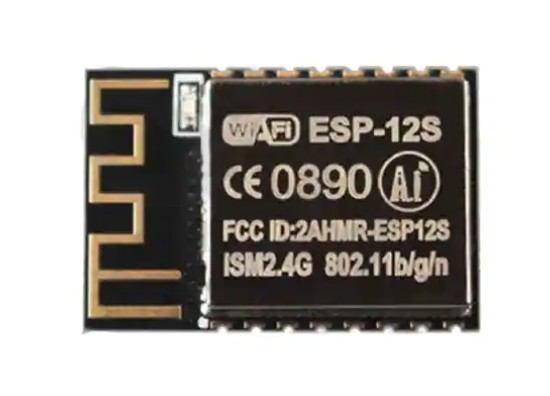 WiFi ESP-12S
CE 0890 Ai
FCC ID:2AHMR-ESP12S
ISM2.4G 802.11b/g/n